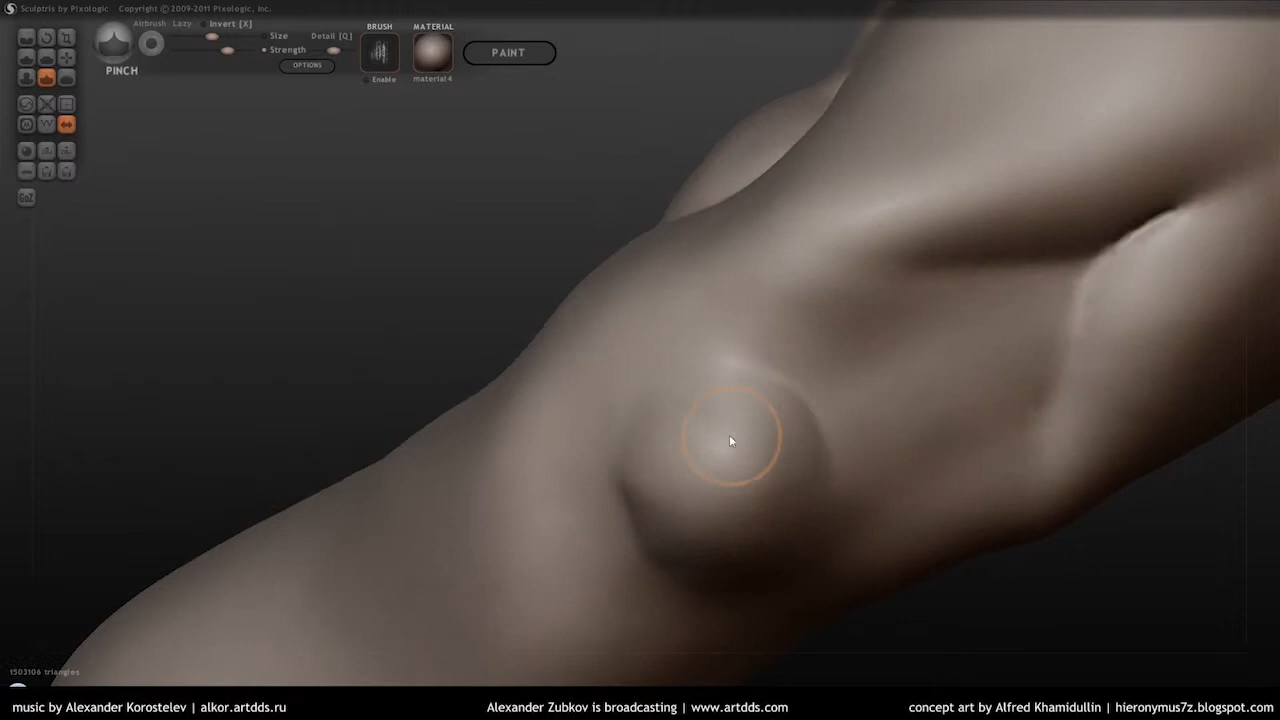 Sculptris by Pixologic Copyright © 2009-2011 Pixologic, Inc.
Airbrush Lazy Invert [X]
Size Detail [Q]
Strength
OPTIONS
PINCH
BRUSH
Enable
MATERIAL
material4
PAINT
GoZ
1503106 triangles
music by Alexander Korostelev | alkor.artdds.ru
Alexander Zubkov is broadcasting | www.artdds.com
concept art by Alfred Khamidullin | hieronymus7z.blogspot.com